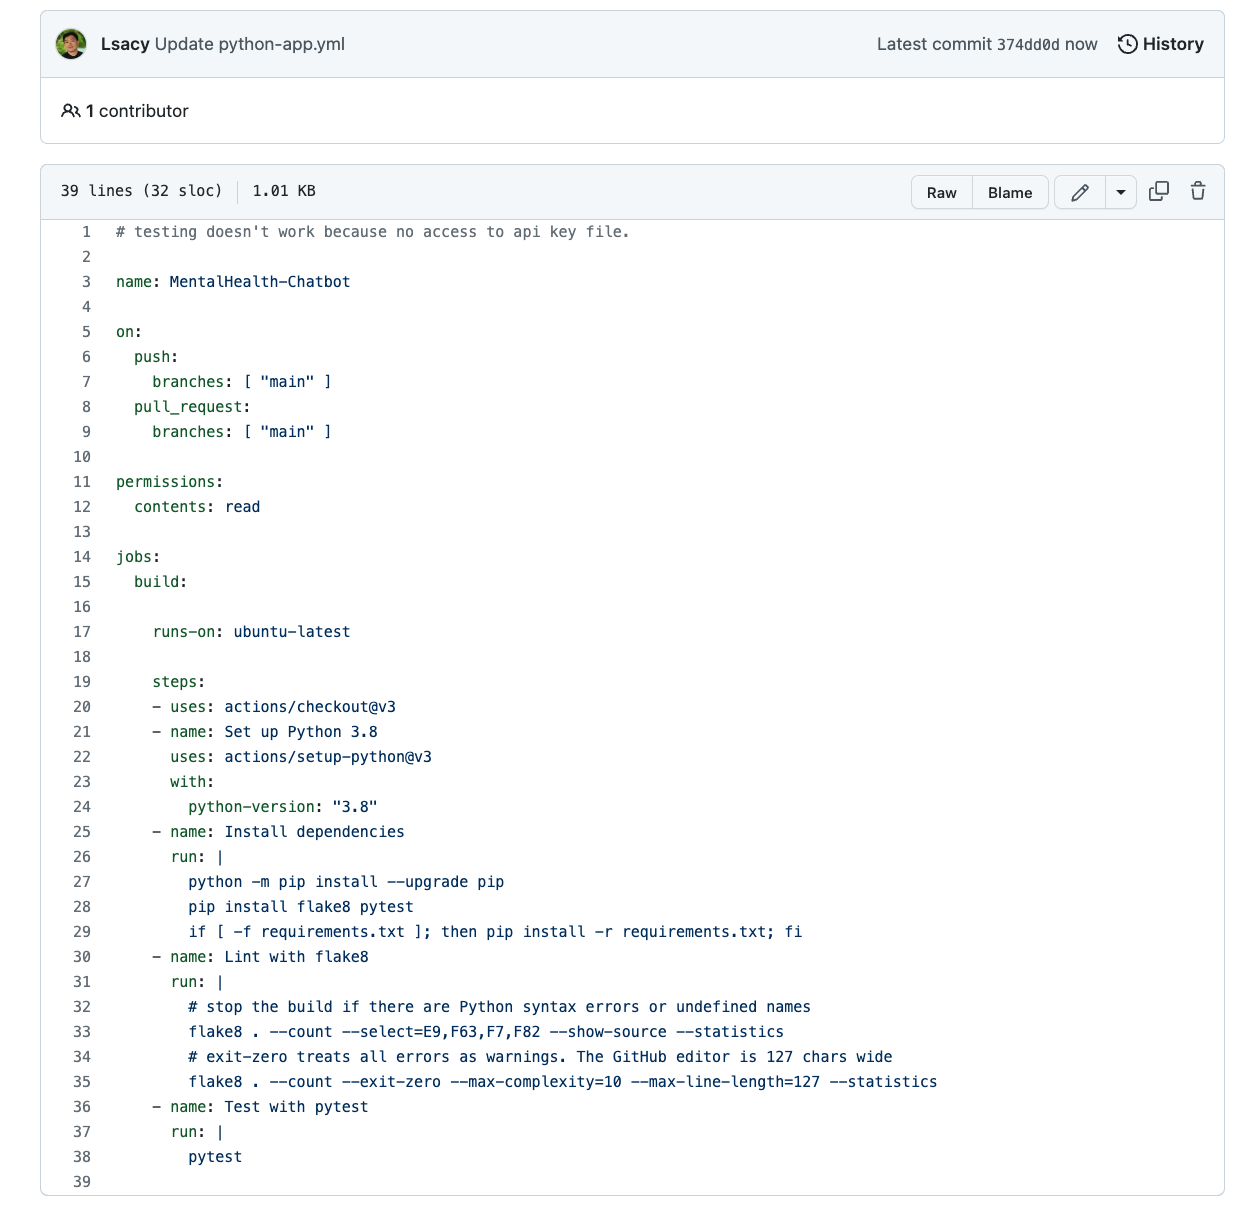 Lsacy Update python-app.yml Latest commit 374dd0d now History
1 contributor
39 lines (32 sloc) 1.01 KB Raw Blame
1 # testing doesn't work because no access to api key file.
2
3 name: MentalHealth-Chatbot
4
5 on:
6   push:
7     branches: [ "main" ]
8   pull_request:
9     branches: [ "main" ]
10
11 permissions:
12   contents: read
13
14 jobs:
15   build:
16
17     runs-on: ubuntu-latest
18
19     steps:
20     - uses: actions/checkout@v3
21     - name: Set up Python 3.8
22       uses: actions/setup-python@v3
23       with:
24         python-version: "3.8"
25     - name: Install dependencies
26       run: |
27         python -m pip install --upgrade pip
28         pip install flake8 pytest
29         if [ -f requirements.txt ]; then pip install -r requirements.txt; fi
30     - name: Lint with flake8
31       run: |
32         # stop the build if there are Python syntax errors or undefined names
33         flake8 . --count --select=E9,F63,F7,F82 --show-source --statistics
34         # exit-zero treats all errors as warnings. The GitHub editor is 127 chars wide
35         flake8 . --count --exit-zero --max-complexity=10 --max-line-length=127 --statistics
36     - name: Test with pytest
37       run: |
38         pytest
39